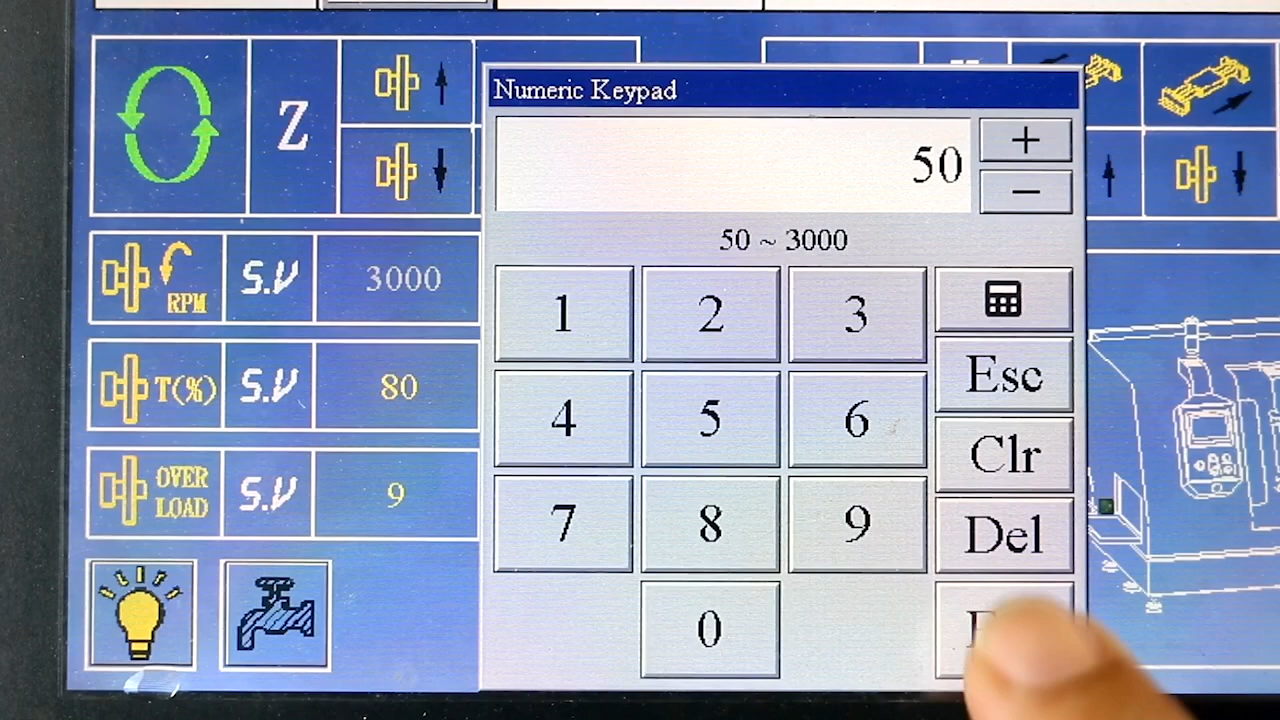 Numeric Keypad
50
+
−
50 ~ 3000
Z
RPM
S.V
3000
T(%)
S.V
80
OVER
LOAD
S.V
9
1
2
3
4
5
6
7
8
9
0
Esc
Clr
Del